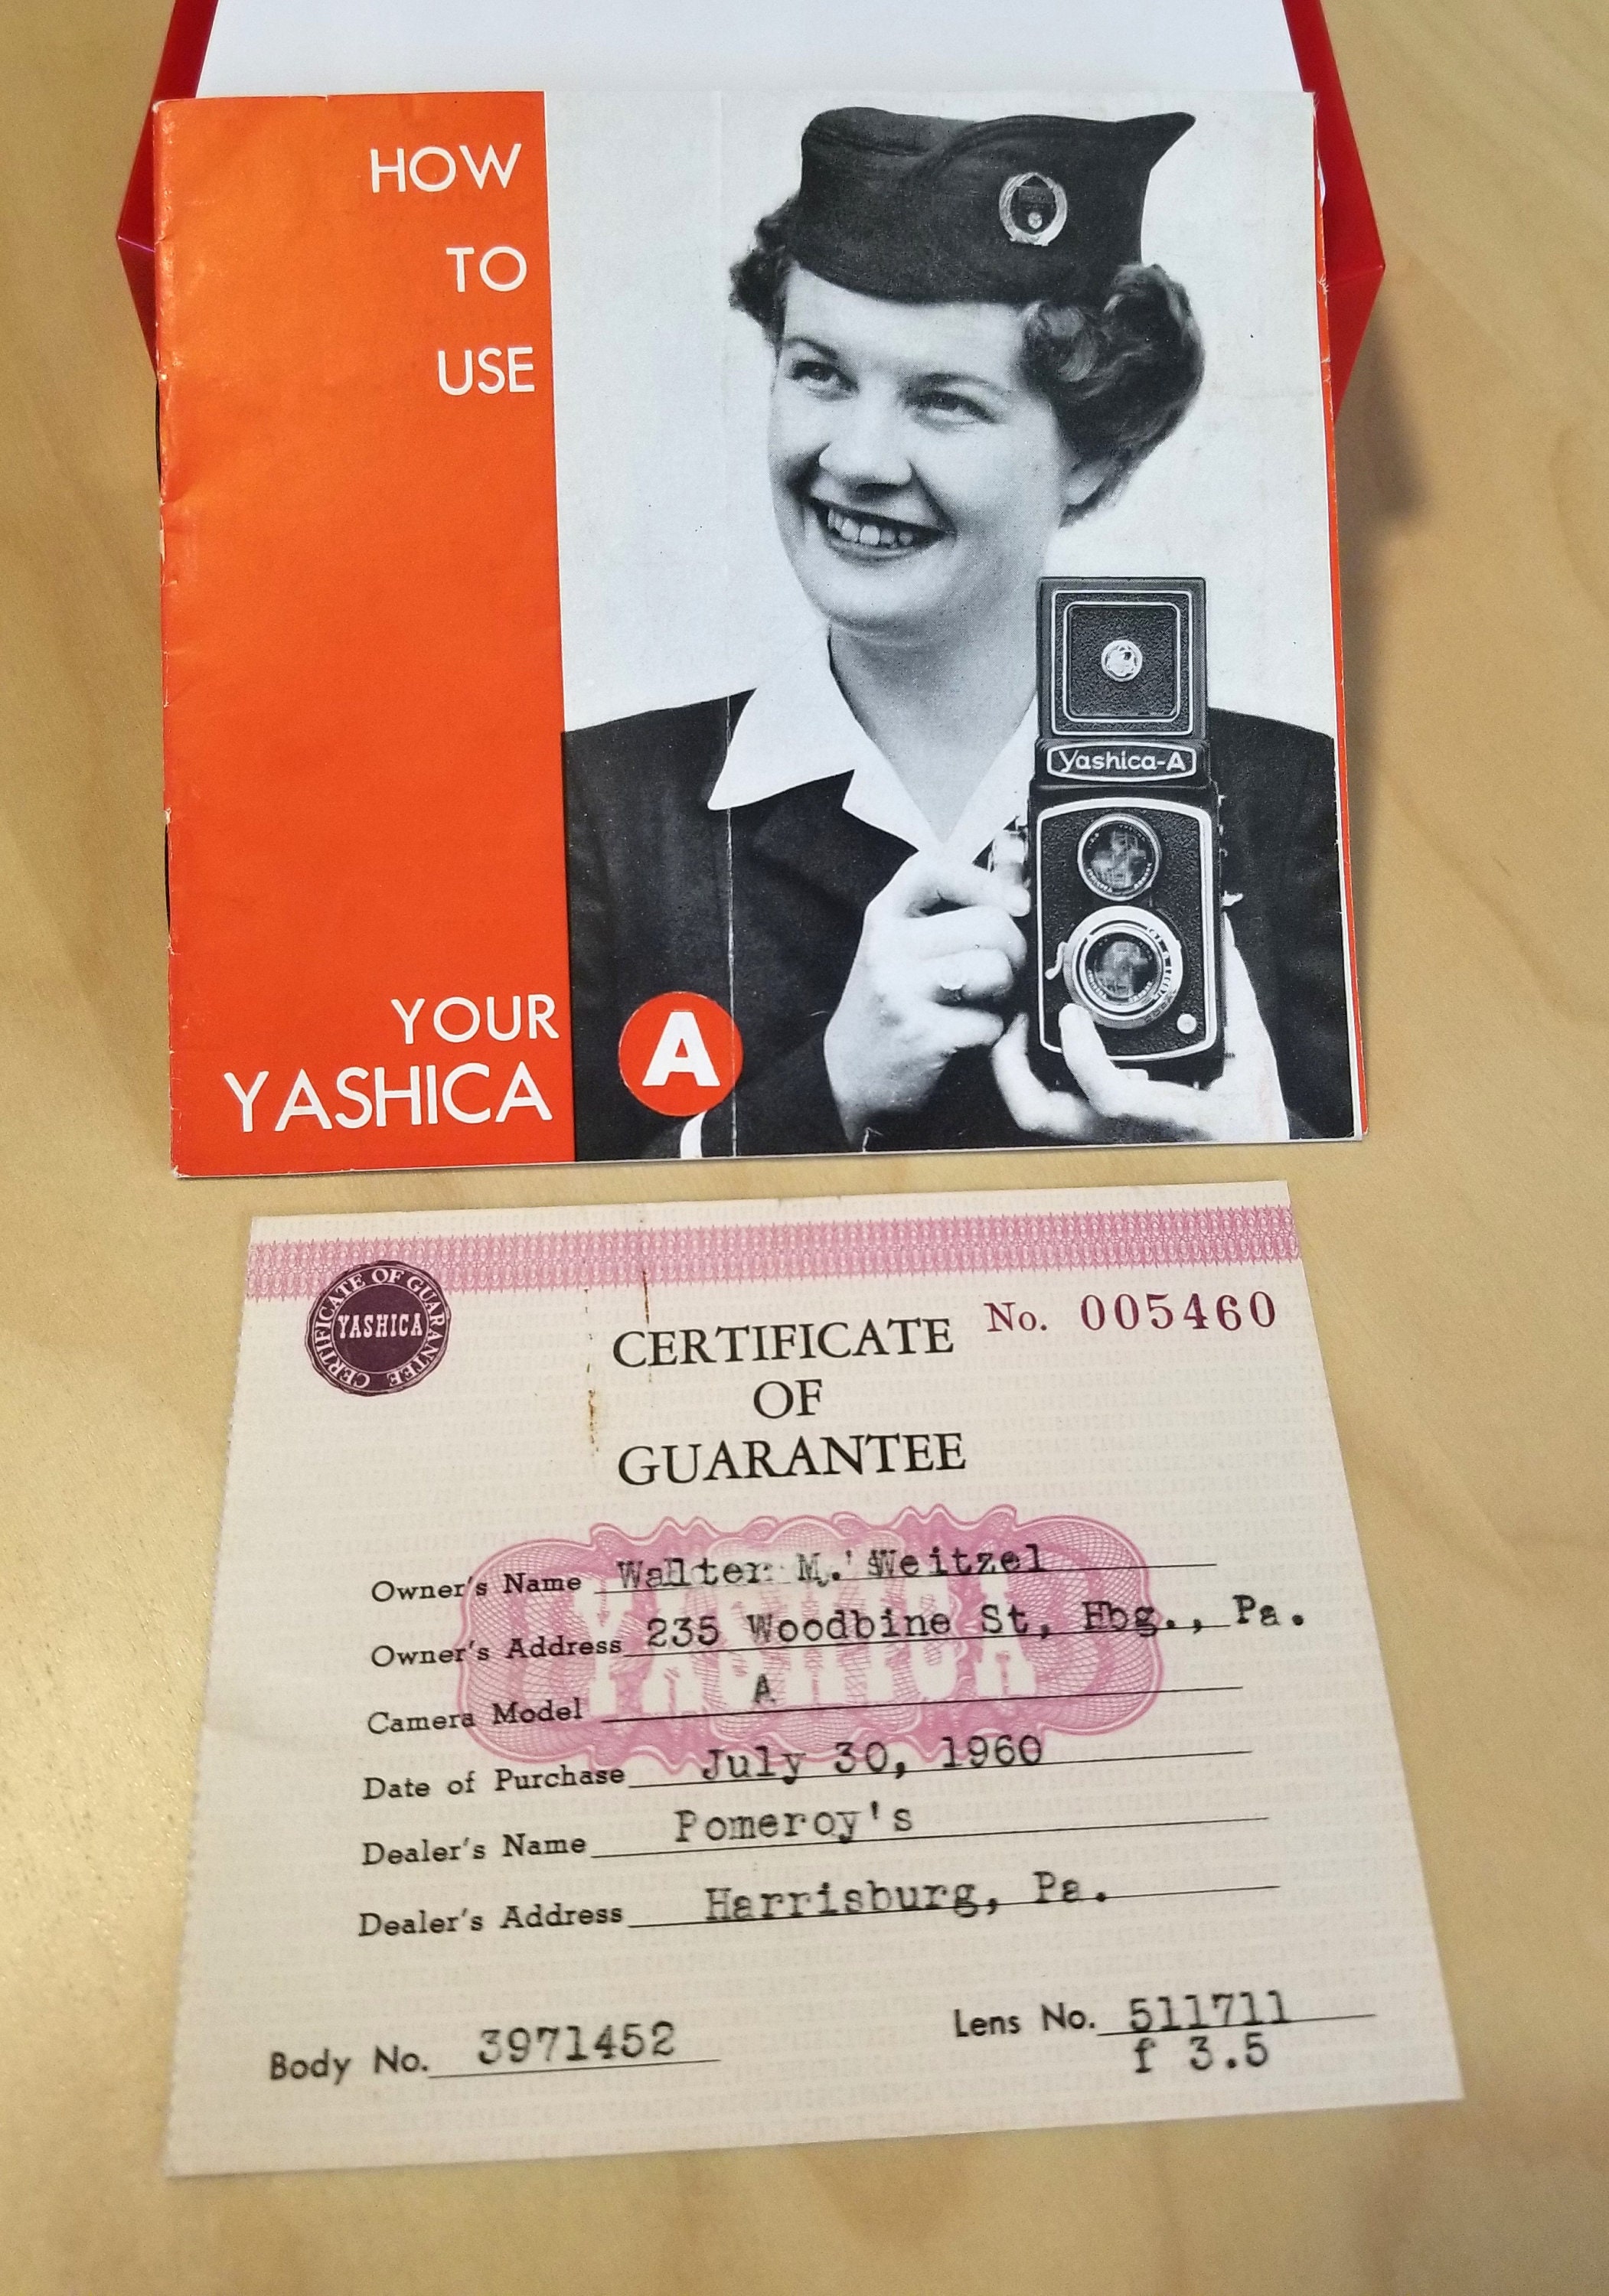 HOW
TO
USE
Yashica-A
YOUR
YASHICA
A
CERTIFICATE OF GUARANTEE
YASHICA
No. 005460
CERTIFICATE
OF
GUARANTEE
YASHICA
Owner's Name Walter M. Weitzel
Owner's Address 235 Woodbine St, Hbg., Pa.
Camera Model A
Date of Purchase July 30, 1960
Dealer's Name Pomeroy's
Dealer's Address Harrisburg, Pa.
Body No. 3971452
Lens No. 511711
f 3.5